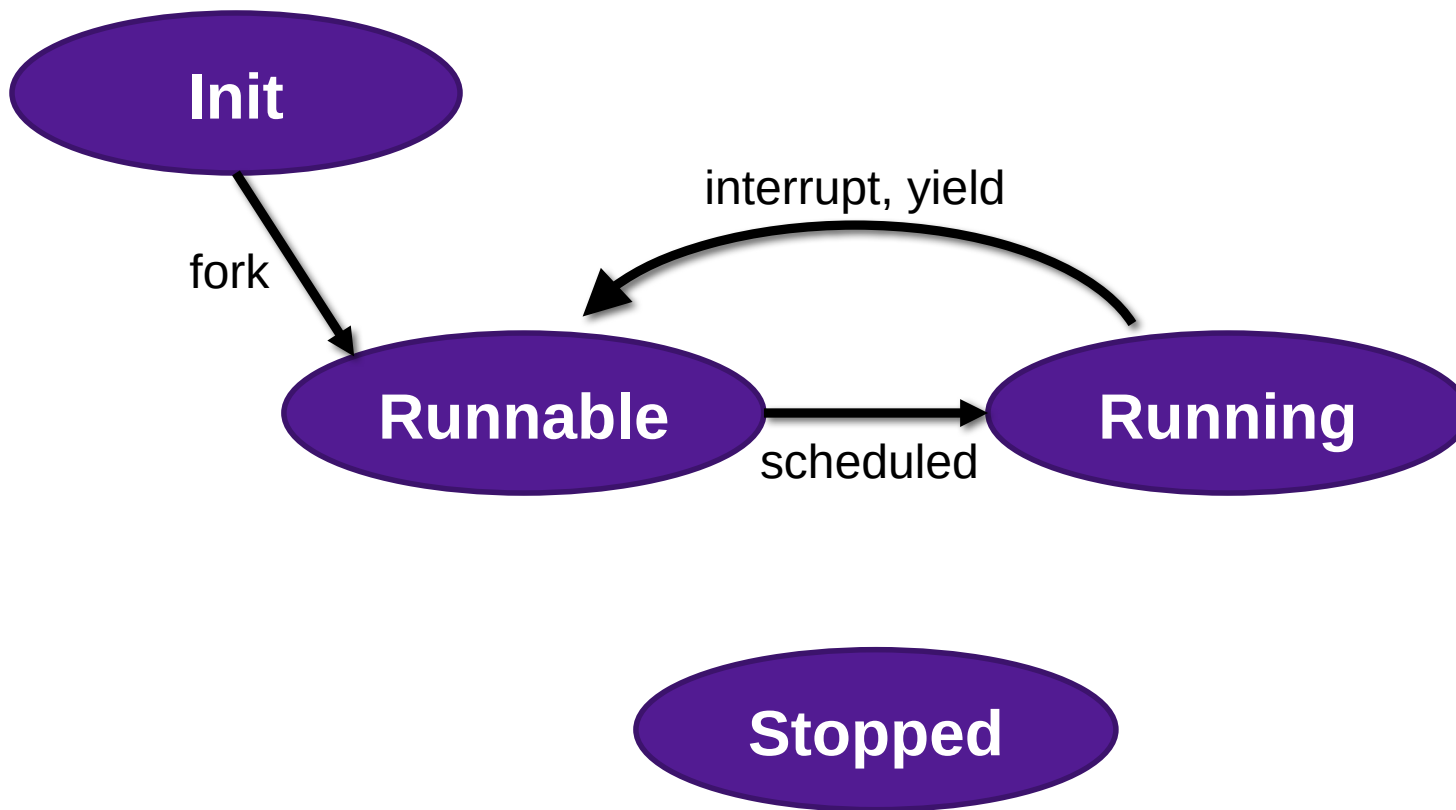 Init
interrupt, yield
fork
Runnable
Running
scheduled
Stopped